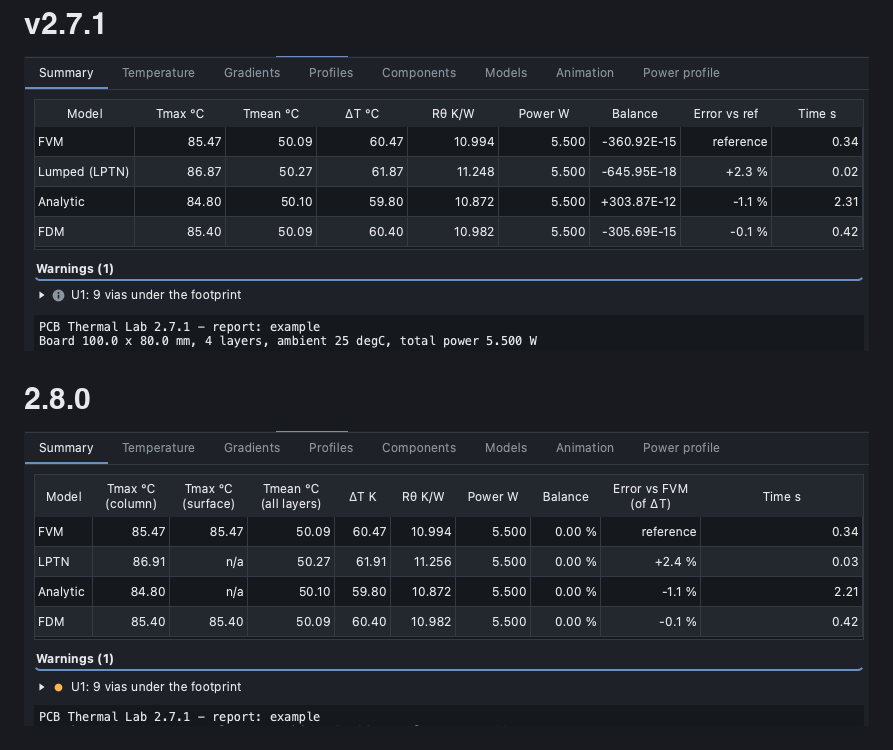 v2.7.1
Summary Temperature Gradients Profiles Components Models Animation Power profile
Model Tmax °C Tmean °C ΔT °C Rθ K/W Power W Balance Error vs ref Time s
FVM 85.47 50.09 60.47 10.994 5.500 -360.92E-15 reference 0.34
Lumped (LPTN) 86.87 50.27 61.87 11.248 5.500 -645.95E-18 +2.3 % 0.02
Analytic 84.80 50.10 59.80 10.872 5.500 +303.87E-12 -1.1 % 2.31
FDM 85.40 50.09 60.40 10.982 5.500 -305.69E-15 -0.1 % 0.42
Warnings (1)
U1: 9 vias under the footprint
PCB Thermal Lab 2.7.1 — report: example
Board 100.0 x 80.0 mm, 4 layers, ambient 25 degC, total power 5.500 W
2.8.0
Summary Temperature Gradients Profiles Components Models Animation Power profile
Model Tmax °C (column) Tmax °C (surface) Tmean °C (all layers) ΔT K Rθ K/W Power W Balance Error vs FVM (of ΔT) Time s
FVM 85.47 85.47 50.09 60.47 10.994 5.500 0.00 % reference 0.34
LPTN 86.91 n/a 50.27 61.91 11.256 5.500 0.00 % +2.4 % 0.03
Analytic 84.80 n/a 50.10 59.80 10.872 5.500 0.00 % -1.1 % 2.21
FDM 85.40 85.40 50.09 60.40 10.982 5.500 0.00 % -0.1 % 0.42
Warnings (1)
U1: 9 vias under the footprint
PCB Thermal Lab 2.7.1 — report: example